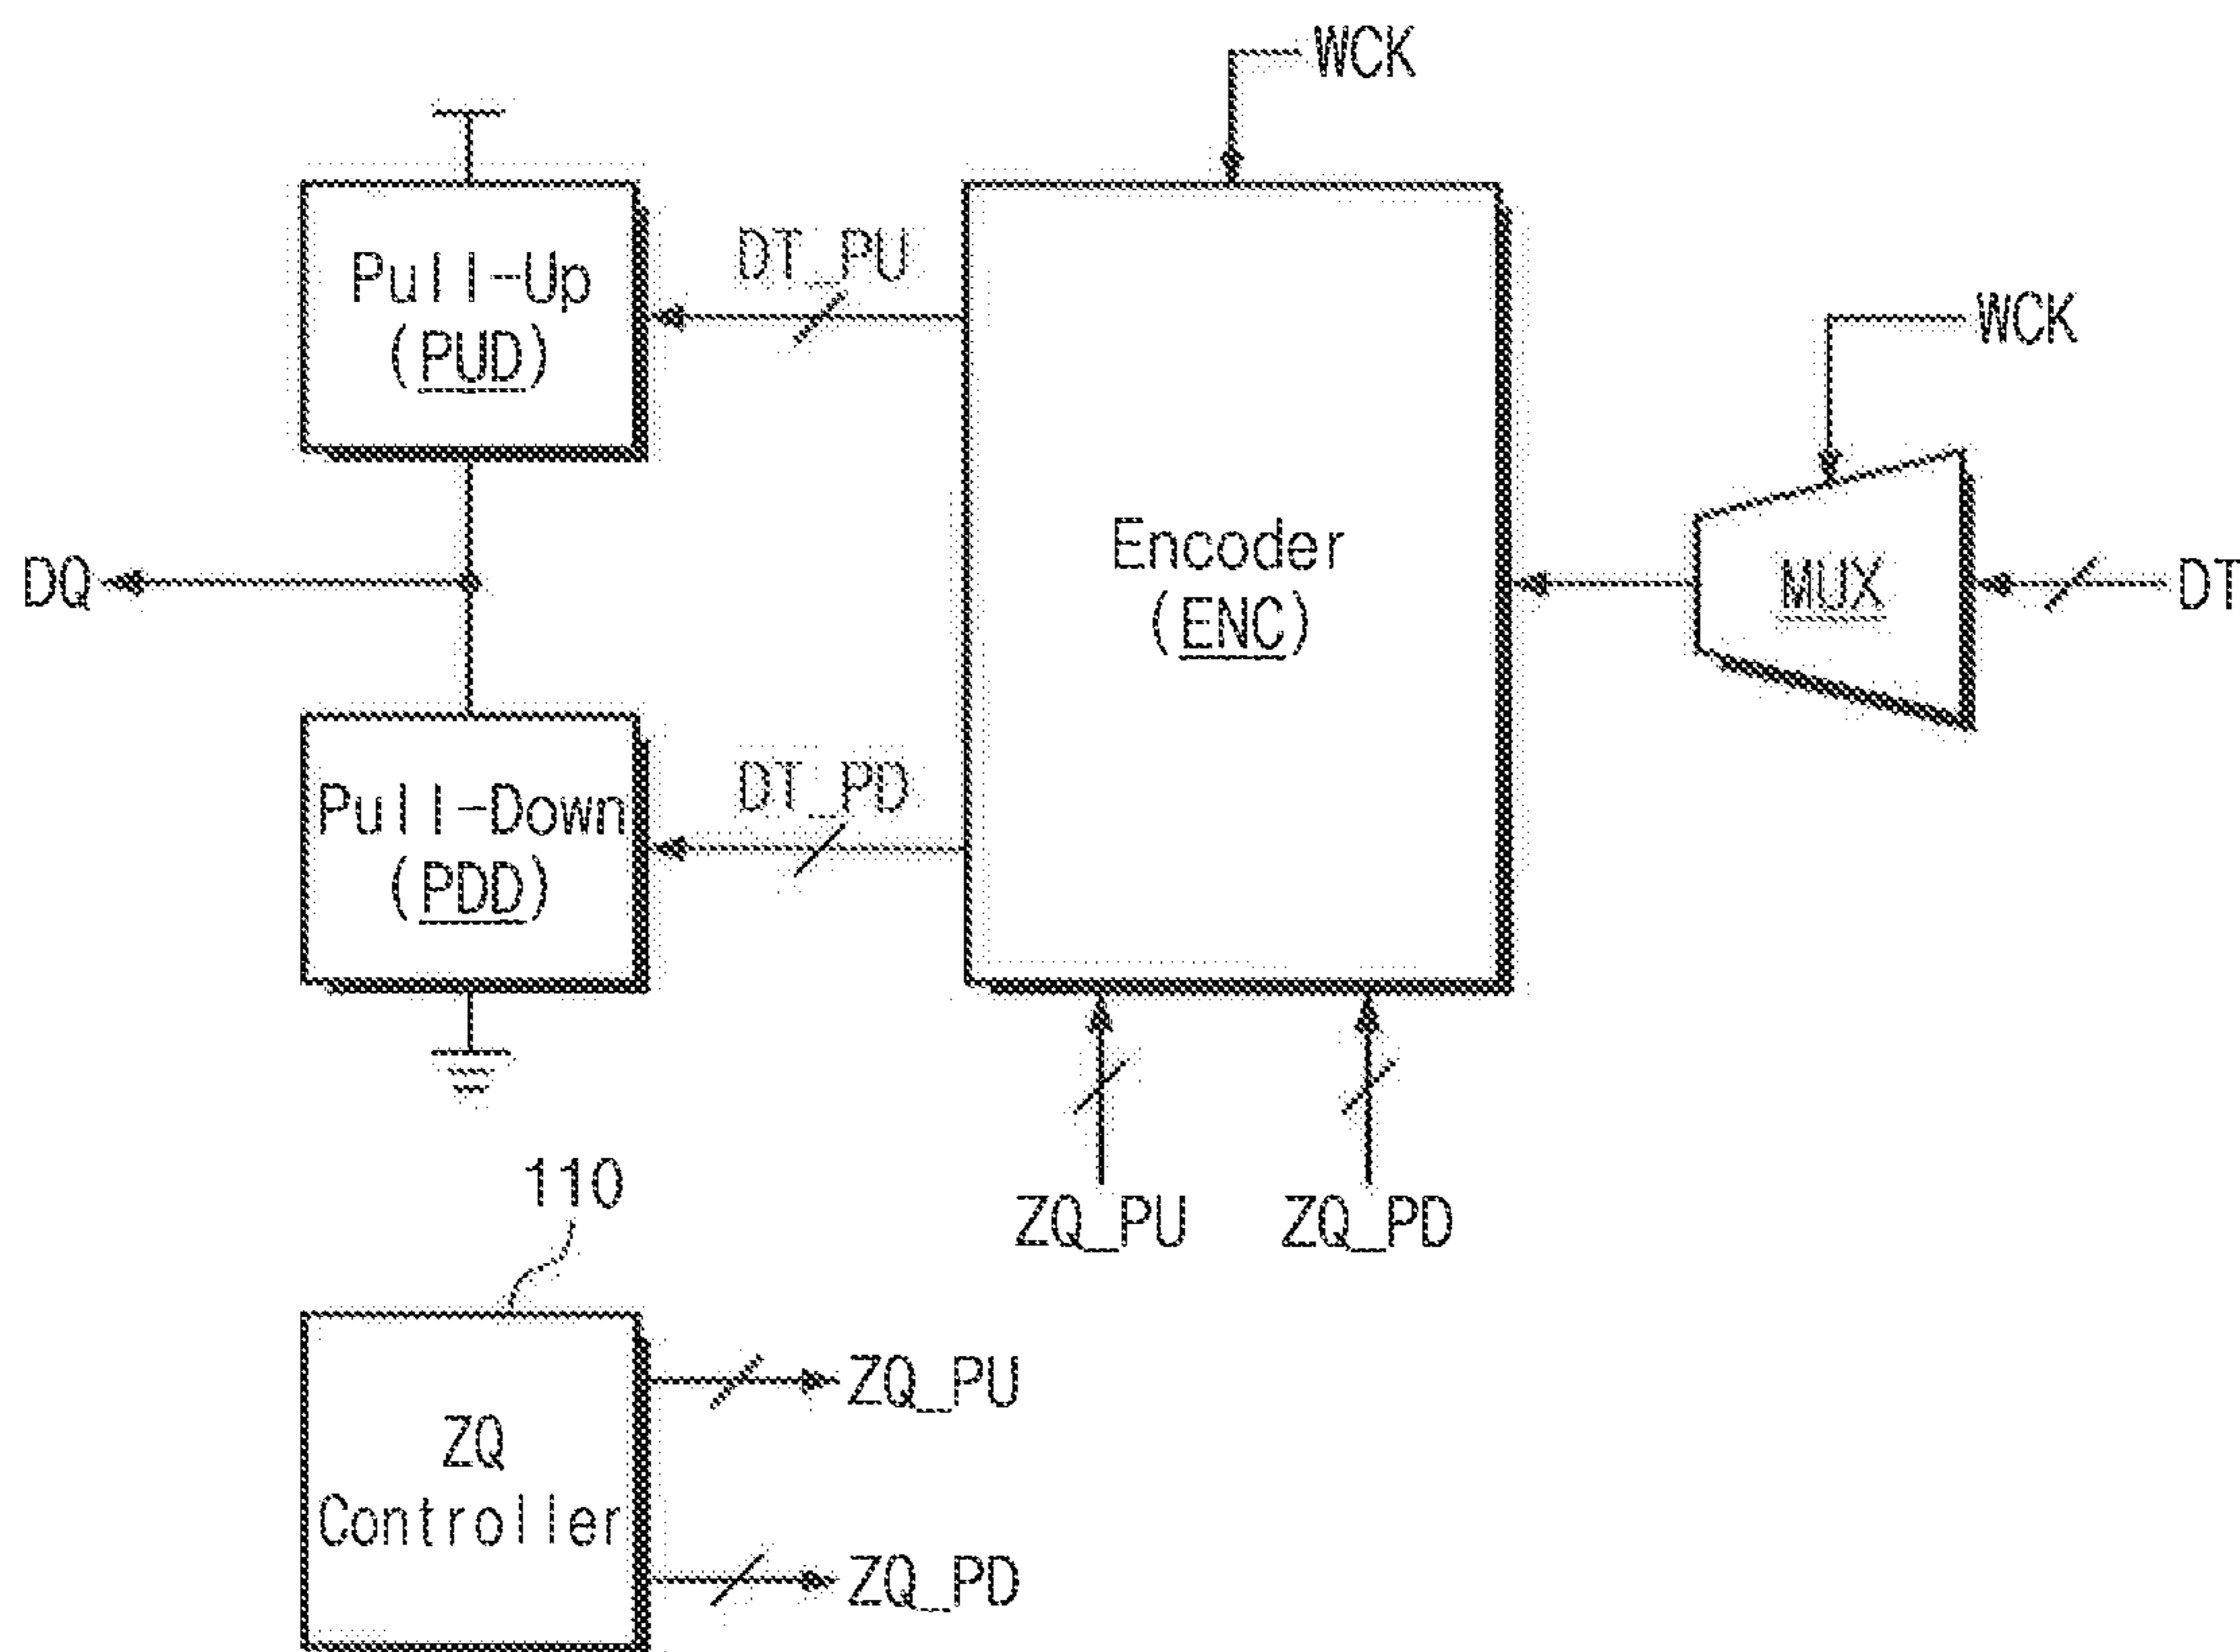 WCK
Pull-Up
(PUD)
DT_PU
WCK
DQ
Encoder
(ENC)
MUX
DT
Pull-Down
(PDD)
DT_PD
ZQ_PU
ZQ_PD
110
ZQ
Controller
ZQ_PU
ZQ_PD